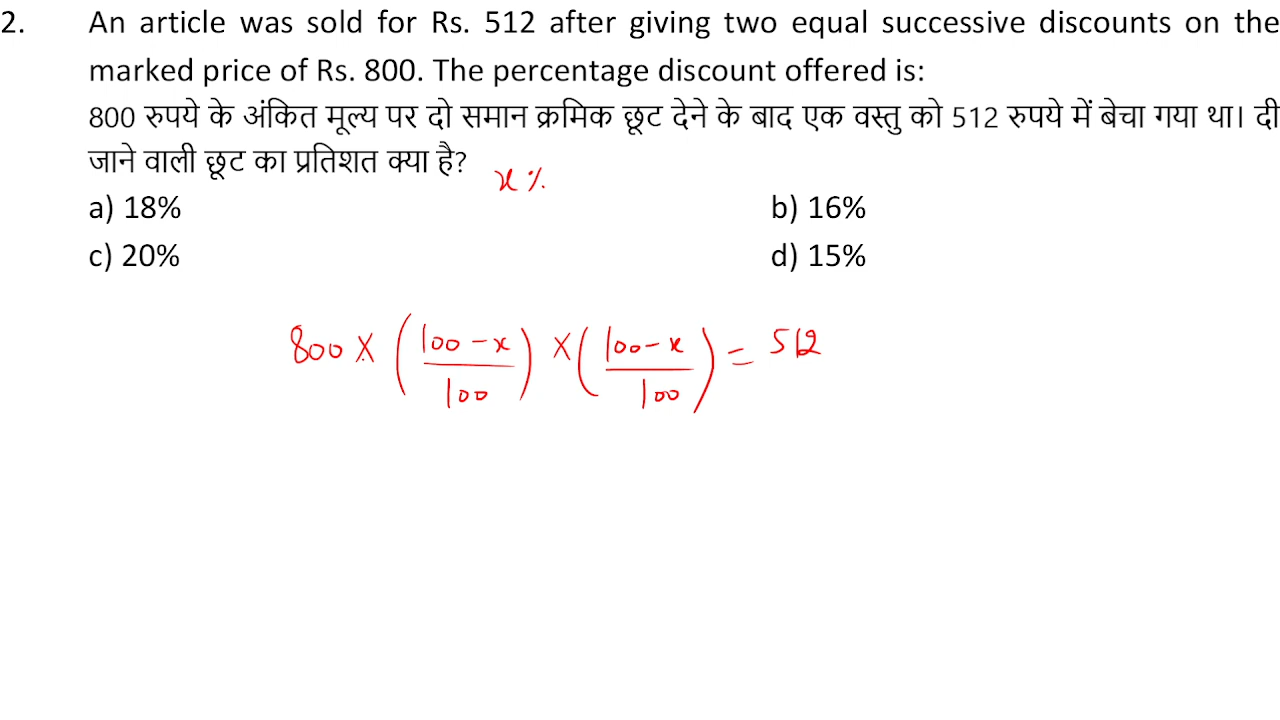 2. An article was sold for Rs. 512 after giving two equal successive discounts on the
marked price of Rs. 800. The percentage discount offered is:
800 रुपये के अंकित मूल्य पर दो समान क्रमिक छूट देने के बाद एक वस्तु को 512 रुपये में बेचा गया था। दी
जाने वाली छूट का प्रतिशत क्या है?
x %
a) 18% b) 16%
c) 20% d) 15%
800 × (100 - x / 100) × (100 - x / 100) = 512